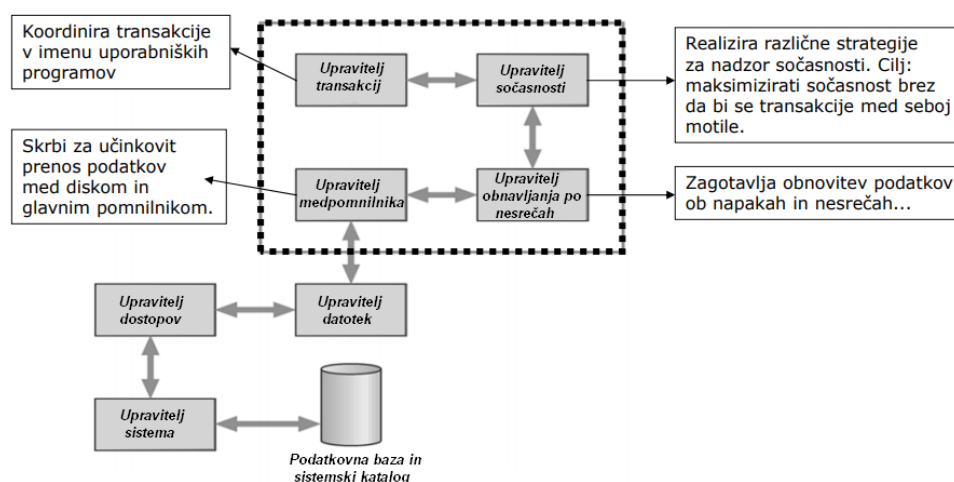 Koordinira transakcije
v imenu uporabniških
programov
Upravitelj
transakcij
Upravitelj
sočasnosti
Realizira različne strategije
za nadzor sočasnosti. Cilj:
maksimizirati sočasnost brez
da bi se transakcije med seboj
motile.
Skrbi za učinkovit
prenos podatkov
med diskom in
glavnim pomnilnikom.
Upravitelj
medpomnilnika
Upravitelj
obnavljanja po
nesrečah
Zagotavlja obnovitev podatkov
ob napakah in nesrečah...
Upravitelj
dostopov
Upravitelj
datotek
Upravitelj
sistema
Podatkovna baza in
sistemski katalog